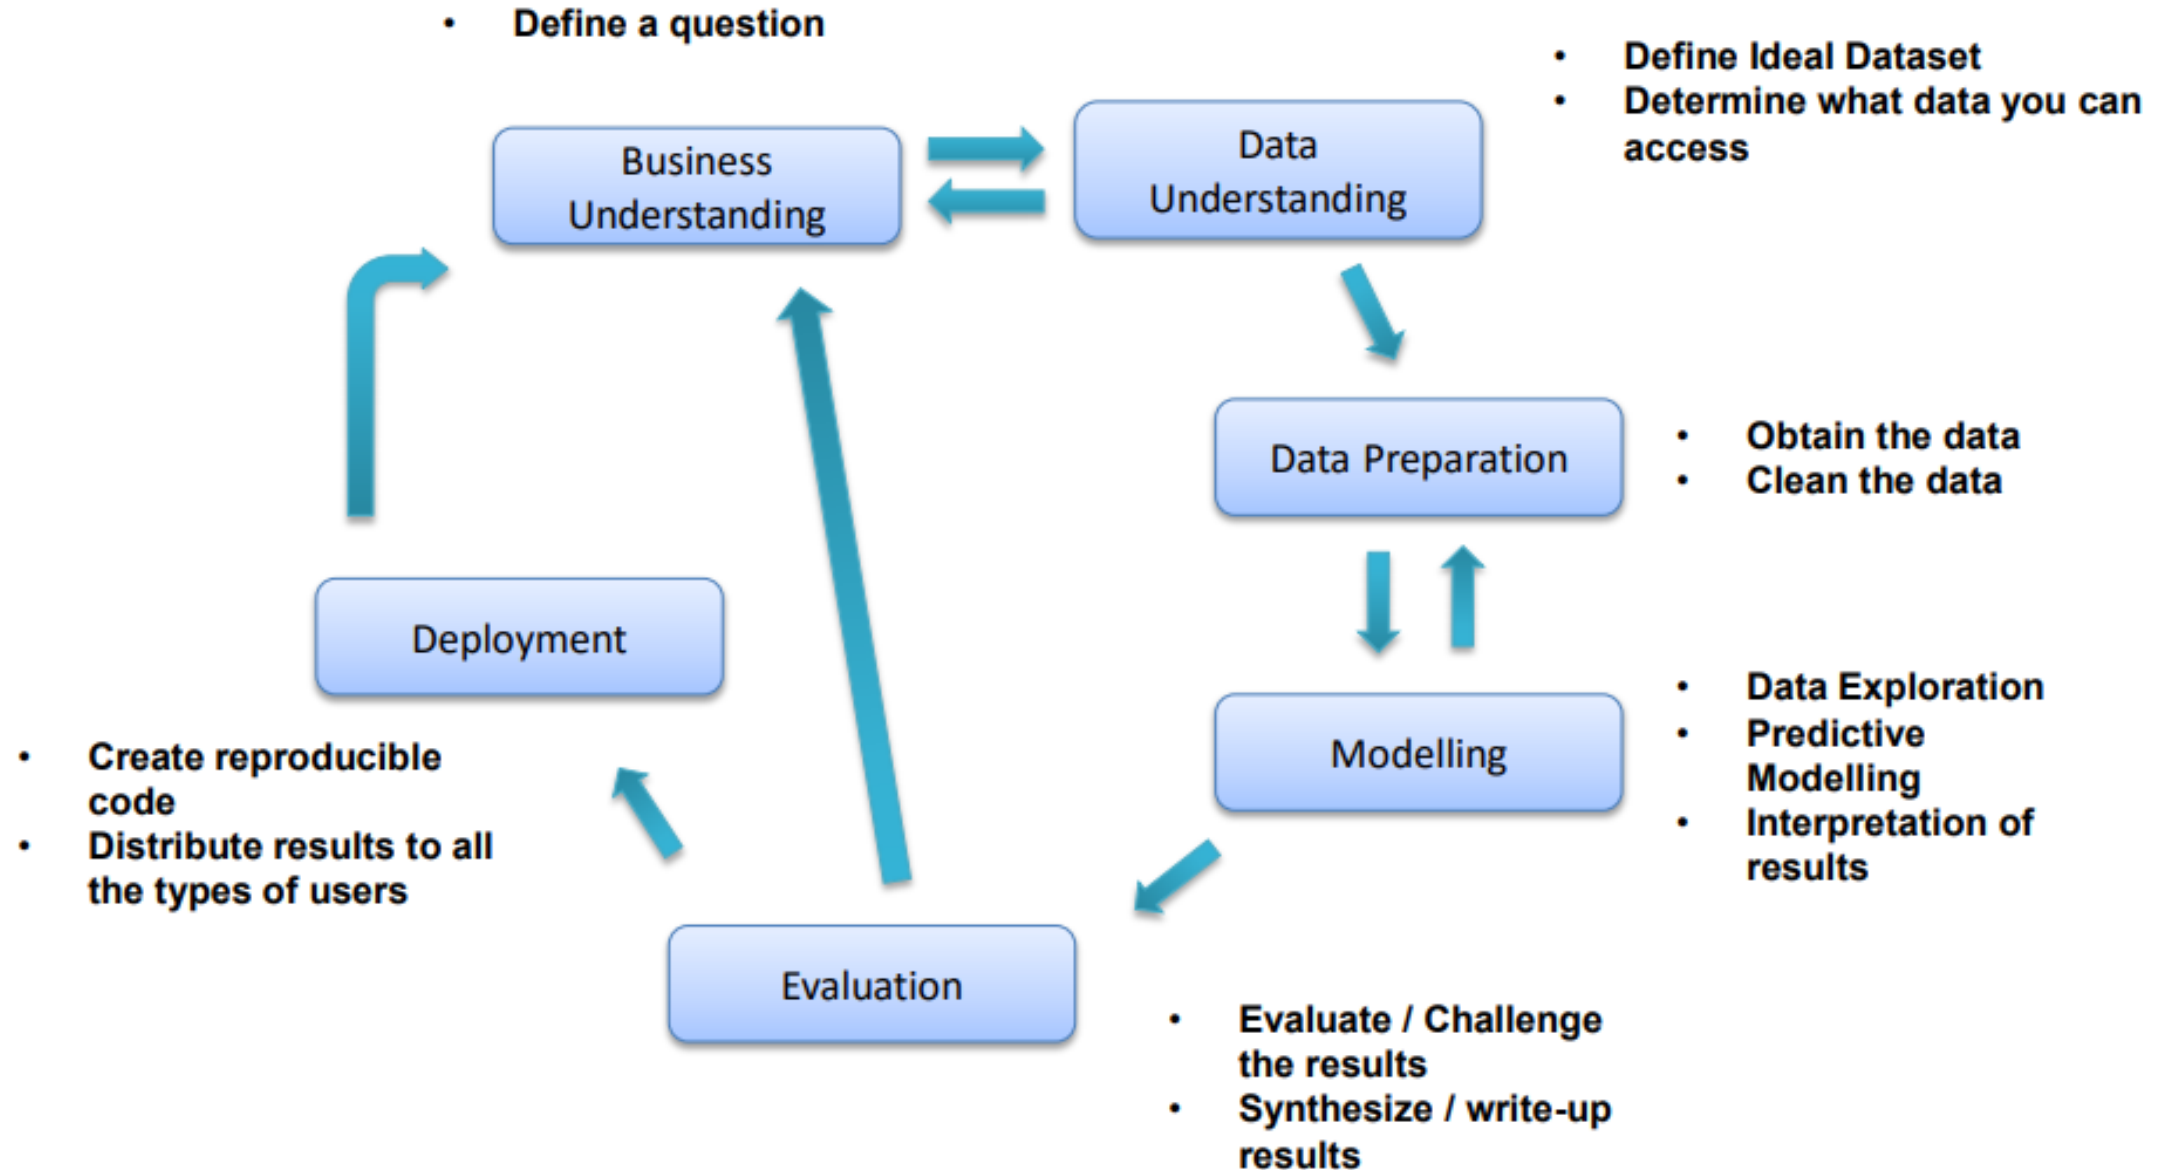 • Define a question
Business
Understanding
Data
Understanding
• Define Ideal Dataset
• Determine what data you can
access
Data Preparation
• Obtain the data
• Clean the data
Modelling
• Data Exploration
• Predictive
Modelling
• Interpretation of
results
Evaluation
• Evaluate / Challenge
the results
• Synthesize / write-up
results
Deployment
• Create reproducible
code
• Distribute results to all
the types of users